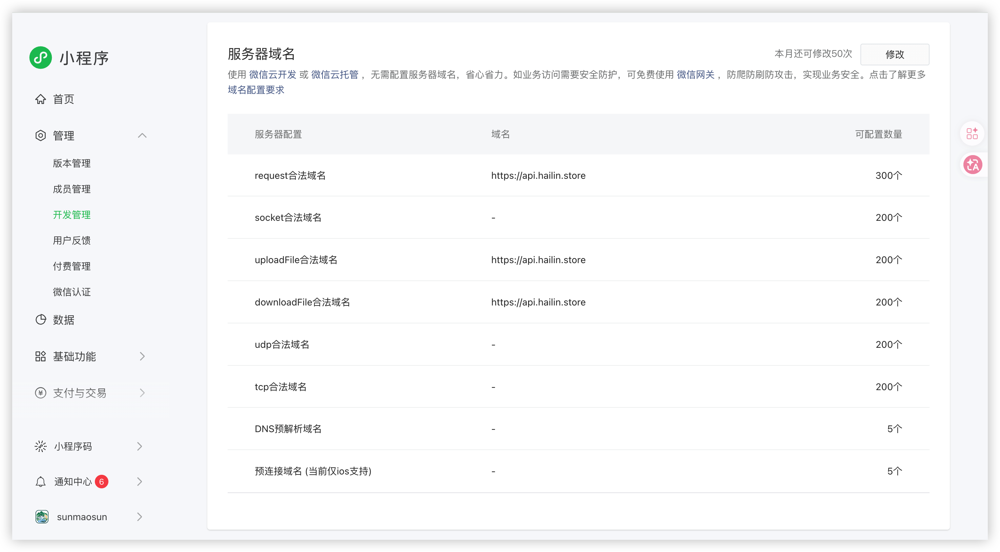 小程序
首页
管理
版本管理
成员管理
开发管理
用户反馈
付费管理
微信认证
数据
基础功能
支付与交易
小程序码
通知中心 6
sunmaosun
服务器域名
本月还可修改50次 修改
使用 微信云开发 或 微信云托管 ，无需配置服务器域名，省心省力。如业务访问需要安全防护，可免费使用 微信网关 ，防爬防刷防攻击，实现业务安全。点击了解更多
域名配置要求
服务器配置 域名 可配置数量
request合法域名 https://api.hailin.store 300个
socket合法域名 - 200个
uploadFile合法域名 https://api.hailin.store 200个
downloadFile合法域名 https://api.hailin.store 200个
udp合法域名 - 200个
tcp合法域名 - 200个
DNS预解析域名 - 5个
预连接域名 (当前仅ios支持) - 5个